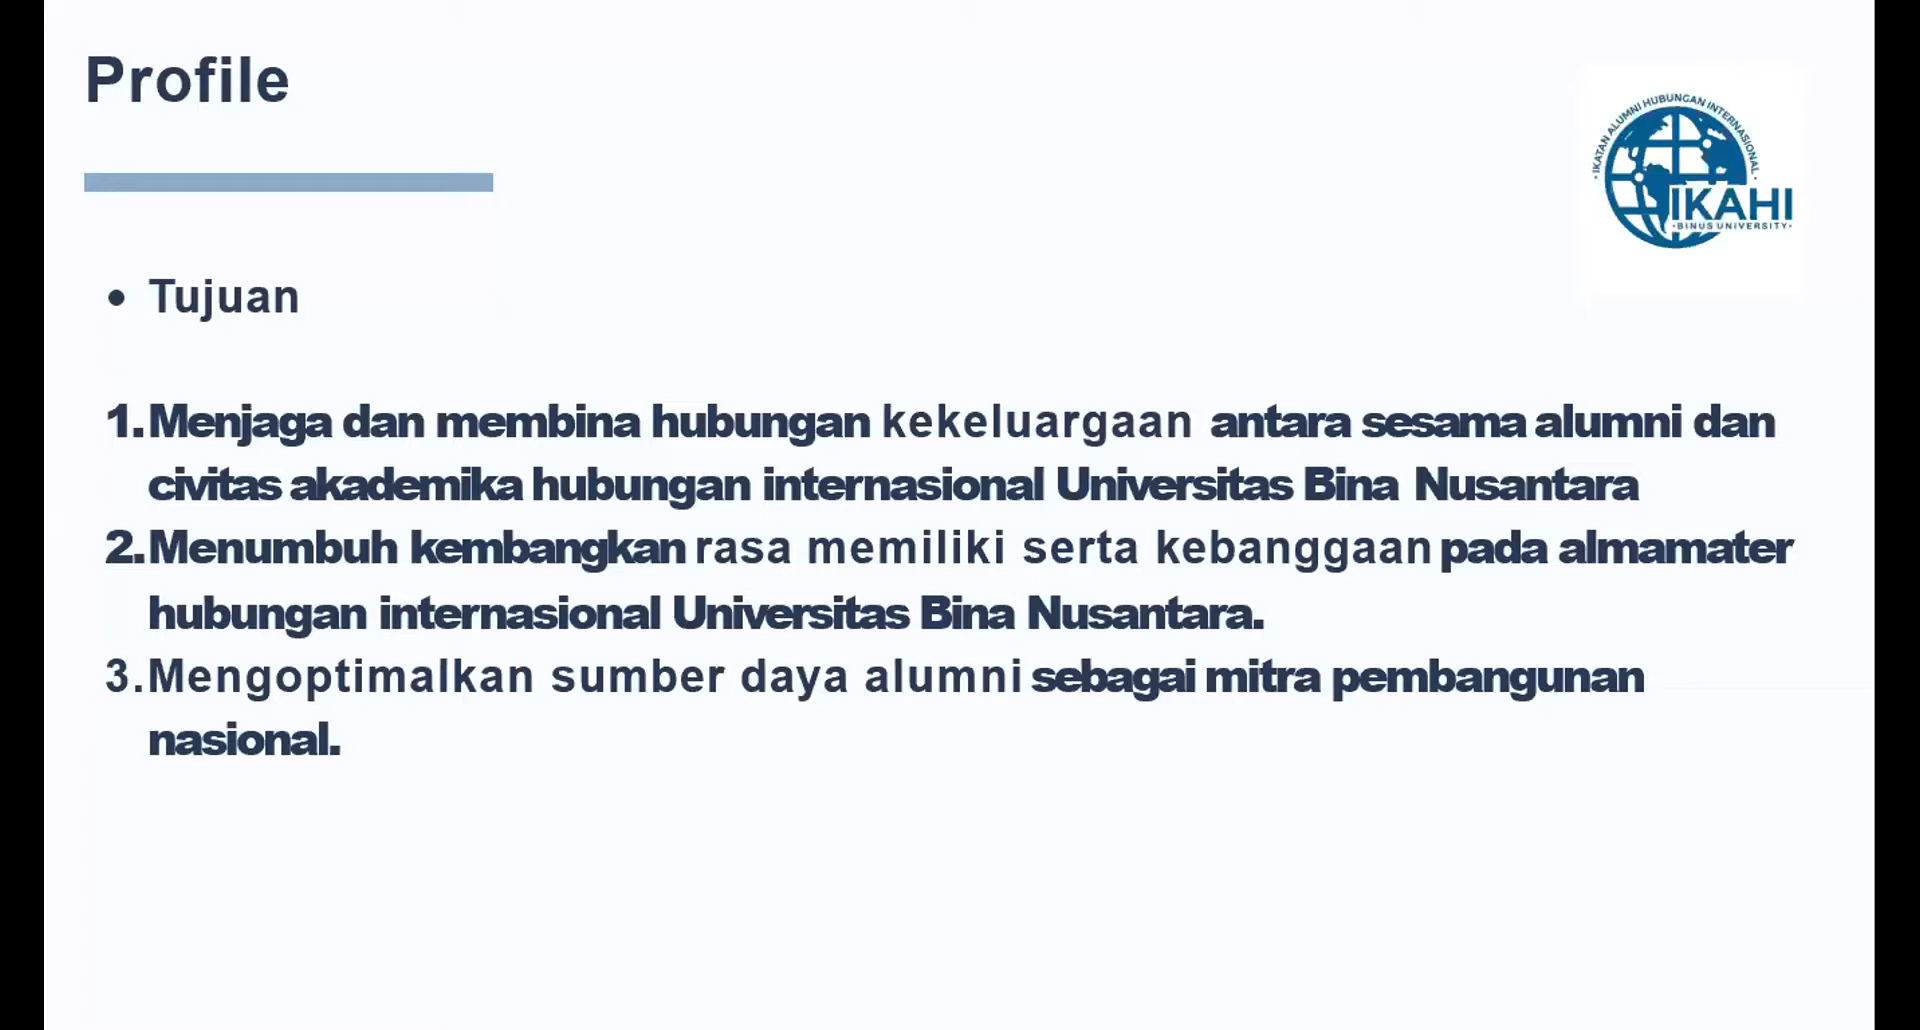 Profile
· IKATAN ALUMNI HUBUNGAN INTERNASIONAL ·
IKAHI
·BINUS UNIVERSITY·
• Tujuan
1.Menjaga dan membina hubungan kekeluargaan antara sesama alumni dan
civitas akademika hubungan internasional Universitas Bina Nusantara
2.Menumbuh kembangkan rasa memiliki serta kebanggaan pada almamater
hubungan internasional Universitas Bina Nusantara.
3.Mengoptimalkan sumber daya alumni sebagai mitra pembangunan
nasional.